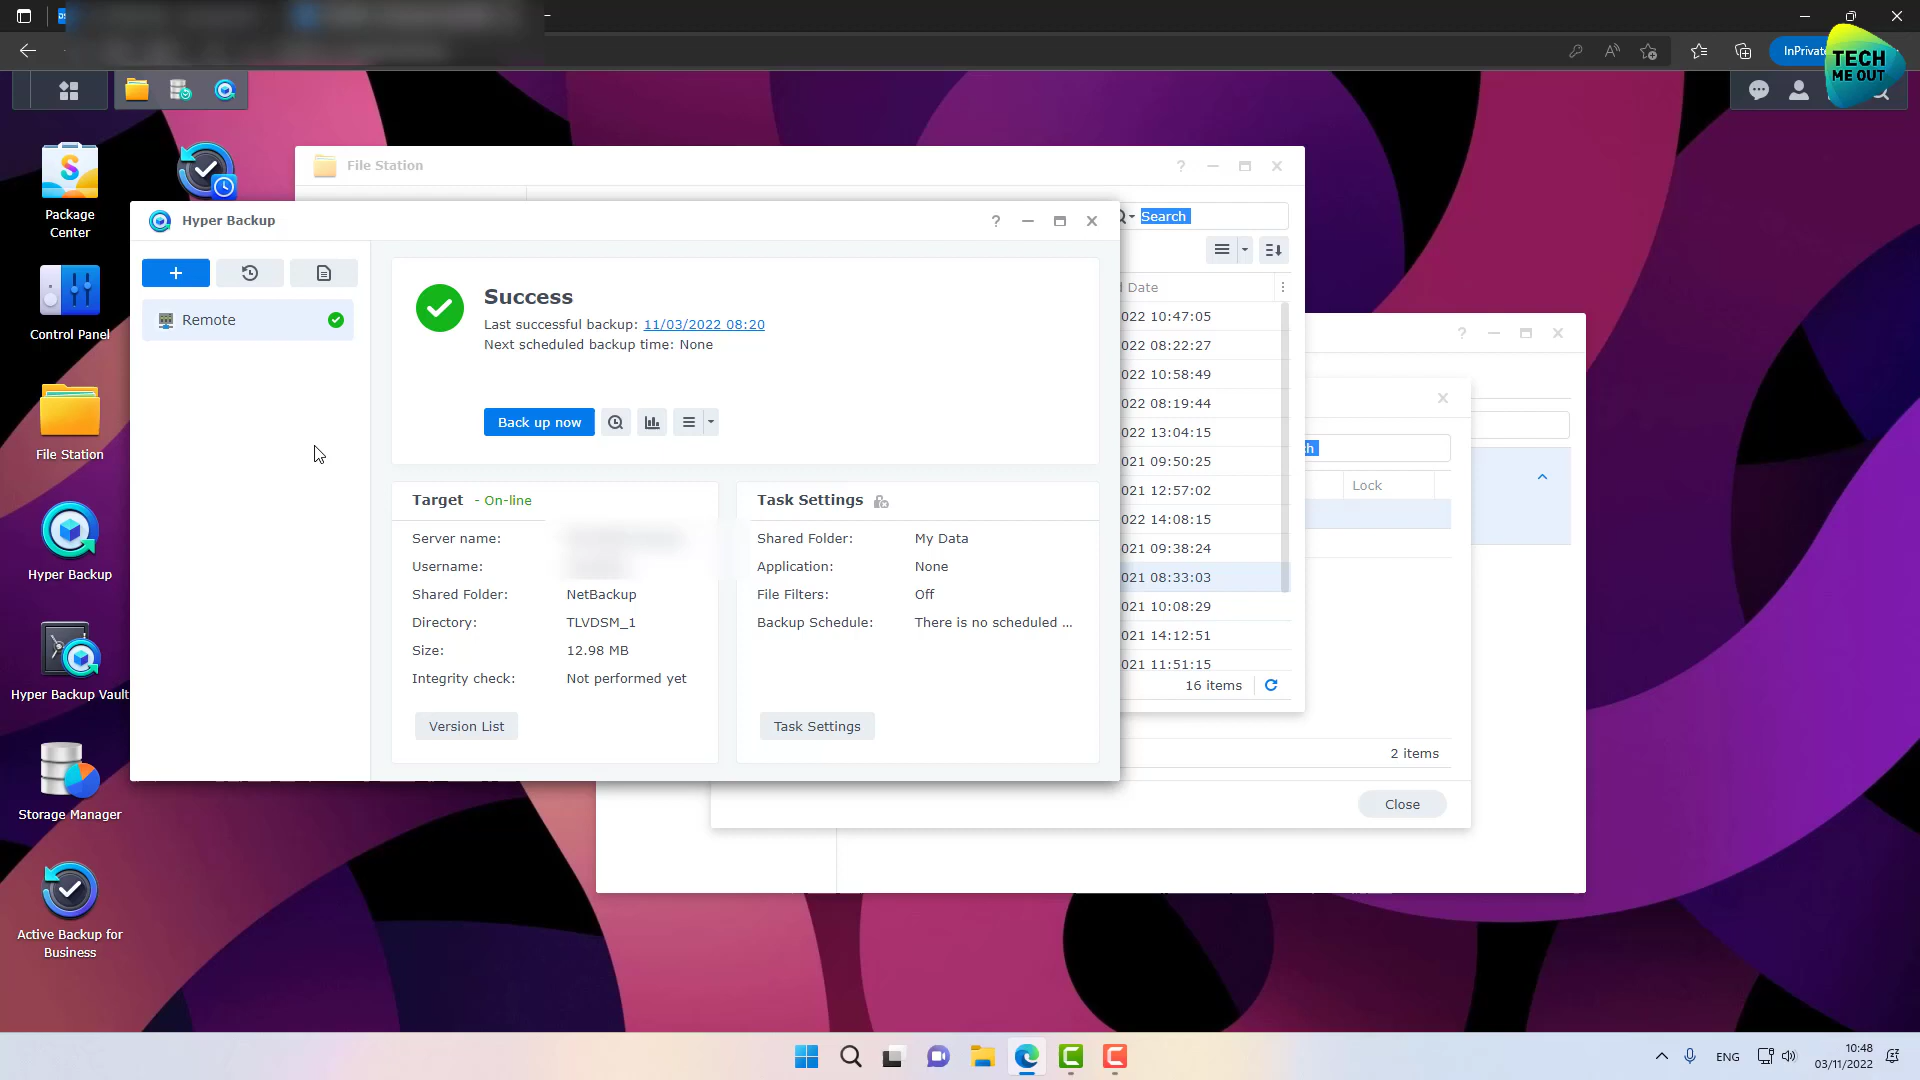 InPrivate
TECH
ME OUT
Package
Center
Control Panel
File Station
Hyper Backup
Hyper Backup Vault
Storage Manager
Active Backup for
Business
File Station
Search
Date
022 10:47:05
022 08:22:27
022 10:58:49
022 08:19:44
022 13:04:15
021 09:50:25
021 12:57:02
022 14:08:15
021 09:38:24
021 08:33:03
021 10:08:29
021 14:12:51
021 11:51:15
16 items
Hyper Backup
Remote
Success
Last successful backup: 11/03/2022 08:20
Next scheduled backup time: None
Back up now
Target - On-line
Server name:
Username:
Shared Folder: NetBackup
Directory: TLVDSM_1
Size: 12.98 MB
Integrity check: Not performed yet
Version List
Task Settings
Shared Folder: My Data
Application: None
File Filters: Off
Backup Schedule: There is no scheduled ...
Task Settings
Lock
2 items
Close
ENG
10:48
03/11/2022